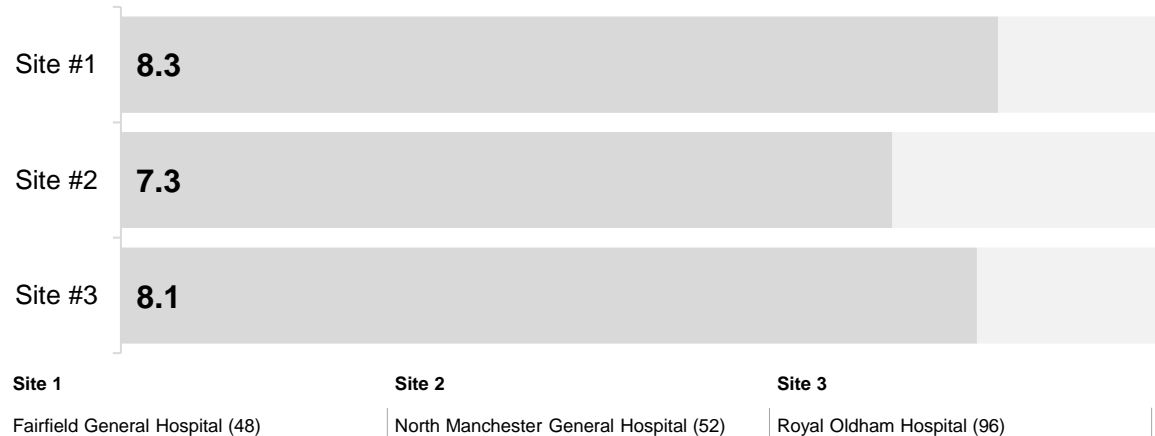 Site #1
8.3
Site #2
7.3
Site #3
8.1
Site 1
Site 2
Site 3
Fairfield General Hospital (48)
North Manchester General Hospital (52)
Royal Oldham Hospital (96)